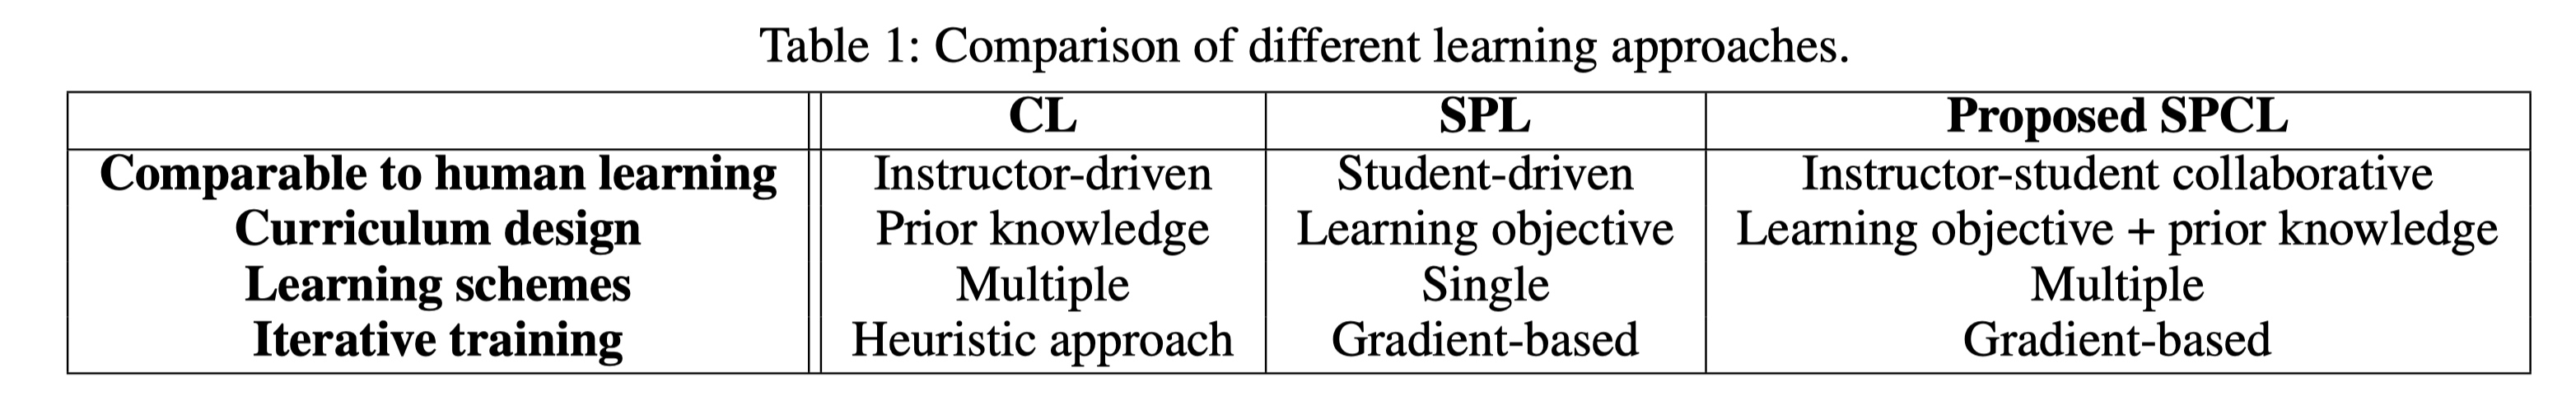 Table 1: Comparison of different learning approaches.
CL SPL Proposed SPCL
Comparable to human learning Instructor-driven Student-driven Instructor-student collaborative
Curriculum design Prior knowledge Learning objective Learning objective + prior knowledge
Learning schemes Multiple Single Multiple
Iterative training Heuristic approach Gradient-based Gradient-based